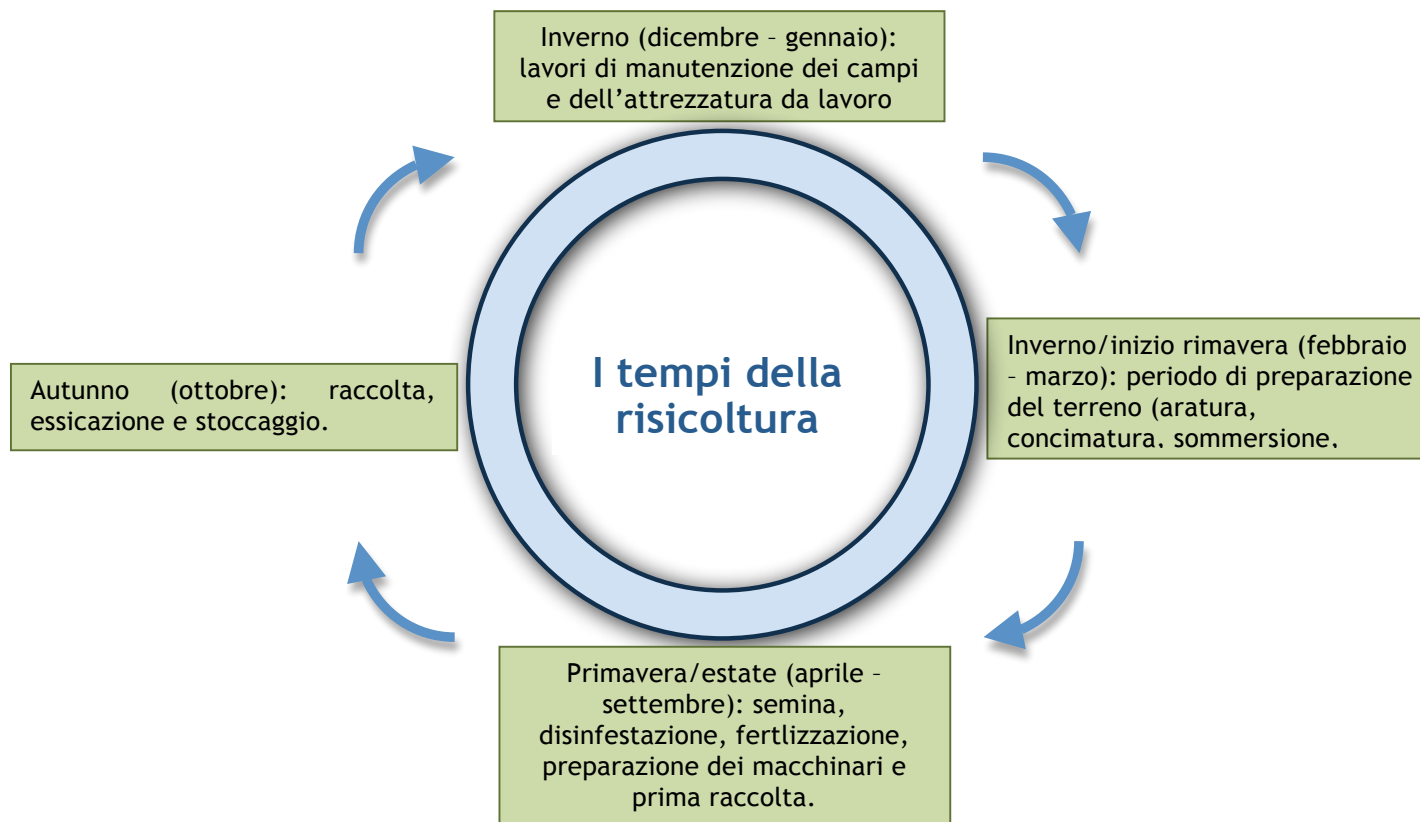 Inverno (dicembre – gennaio):
lavori di manutenzione dei campi
e dell’attrezzatura da lavoro
I tempi della
risicoltura
Inverno/inizio rimavera (febbraio
– marzo): periodo di preparazione
del terreno (aratura,
concimatura, sommersione,
Primavera/estate (aprile –
settembre): semina,
disinfestazione, fertlizzazione,
preparazione dei macchinari e
prima raccolta.
Autunno (ottobre): raccolta,
essicazione e stoccaggio.